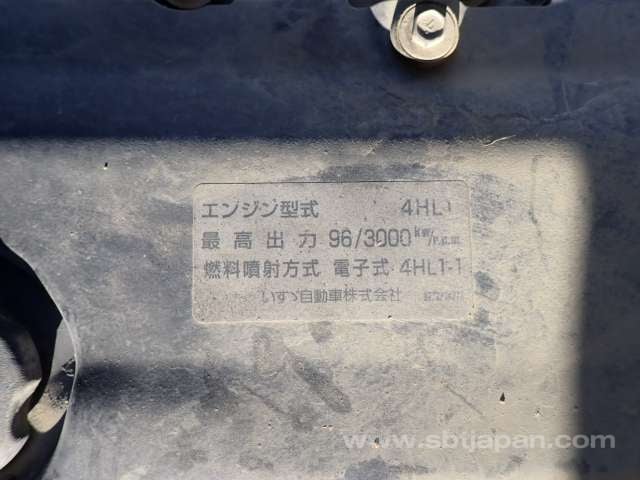 エンジン型式 4HL1
最高出力 96/3000 kw/r.p.m
燃料噴射方式 電子式 4HL1-1
いすゞ自動車株式会社
www.sbtjapan.com